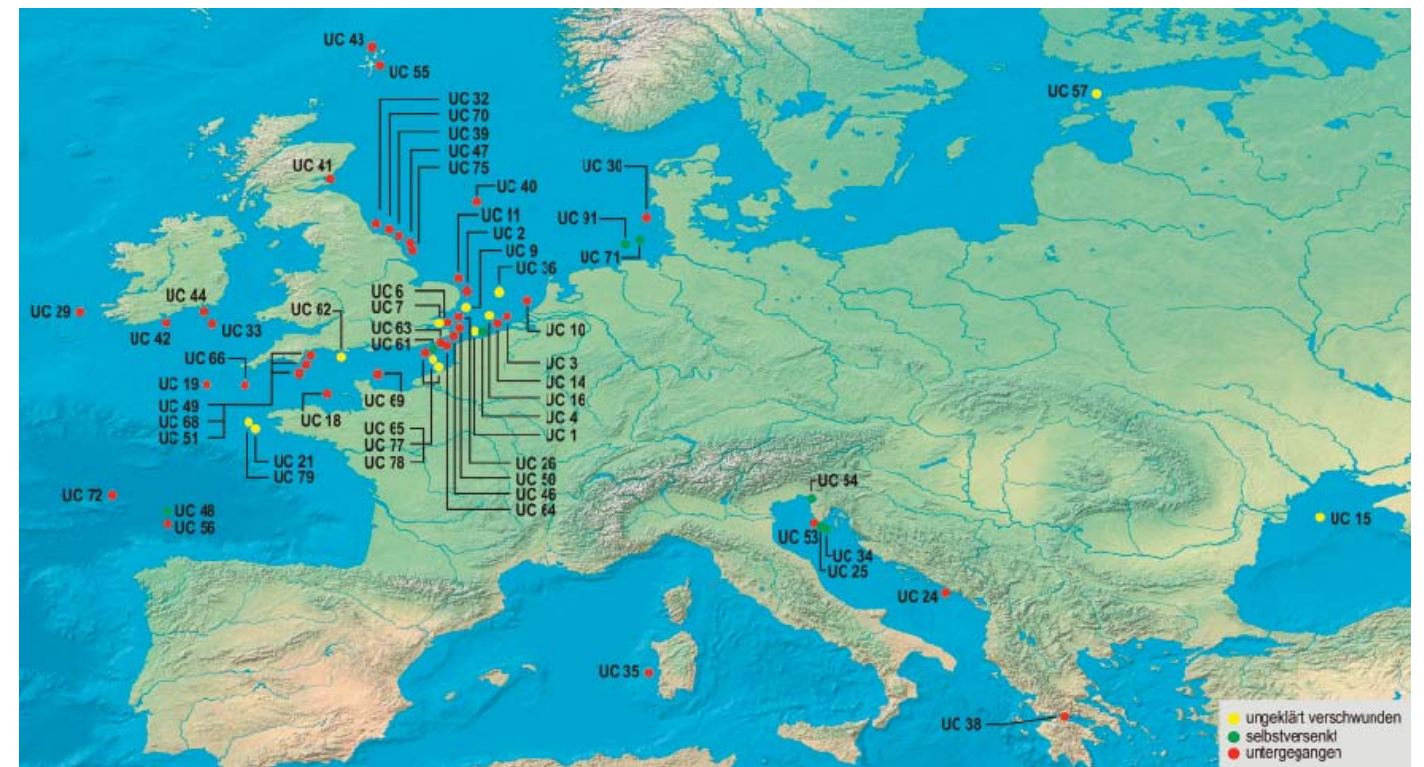 UC 43
UC 55
UC 57
UC 32
UC 70
UC 39
UC 47
UC 75
UC 41
UC 30
UC 40
UC 91
UC 11
UC 2
UC 9
UC 71
UC 36
UC 6
UC 7
UC 44
UC 62
UC 29
UC 63
UC 10
UC 42
UC 33
UC 61
UC 66
UC 3
UC 19
UC 14
UC 69
UC 16
UC 49
UC 4
UC 68
UC 18
UC 65
UC 1
UC 51
UC 77
UC 21
UC 78
UC 26
UC 79
UC 50
UC 54
UC 72
UC 46
UC 48
UC 64
UC 15
UC 56
UC 53
UC 34
UC 25
UC 24
UC 35
UC 38
ungeklärt verschwunden
selbstversenkt
untergegangen